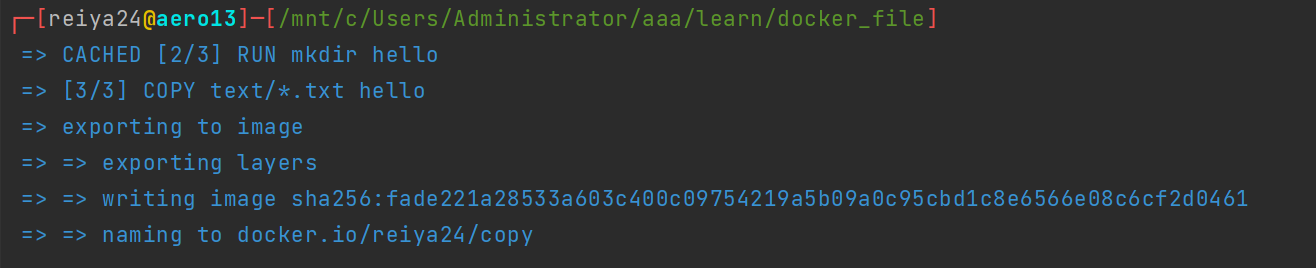 ┌─[reiya24@aero13]─[/mnt/c/Users/Administrator/aaa/learn/docker_file]
=> CACHED [2/3] RUN mkdir hello
=> [3/3] COPY text/*.txt hello
=> exporting to image
=> => exporting layers
=> => writing image sha256:fade221a28533a603c400c09754219a5b09a0c95cbd1c8e6566e08c6cf2d0461
=> => naming to docker.io/reiya24/copy